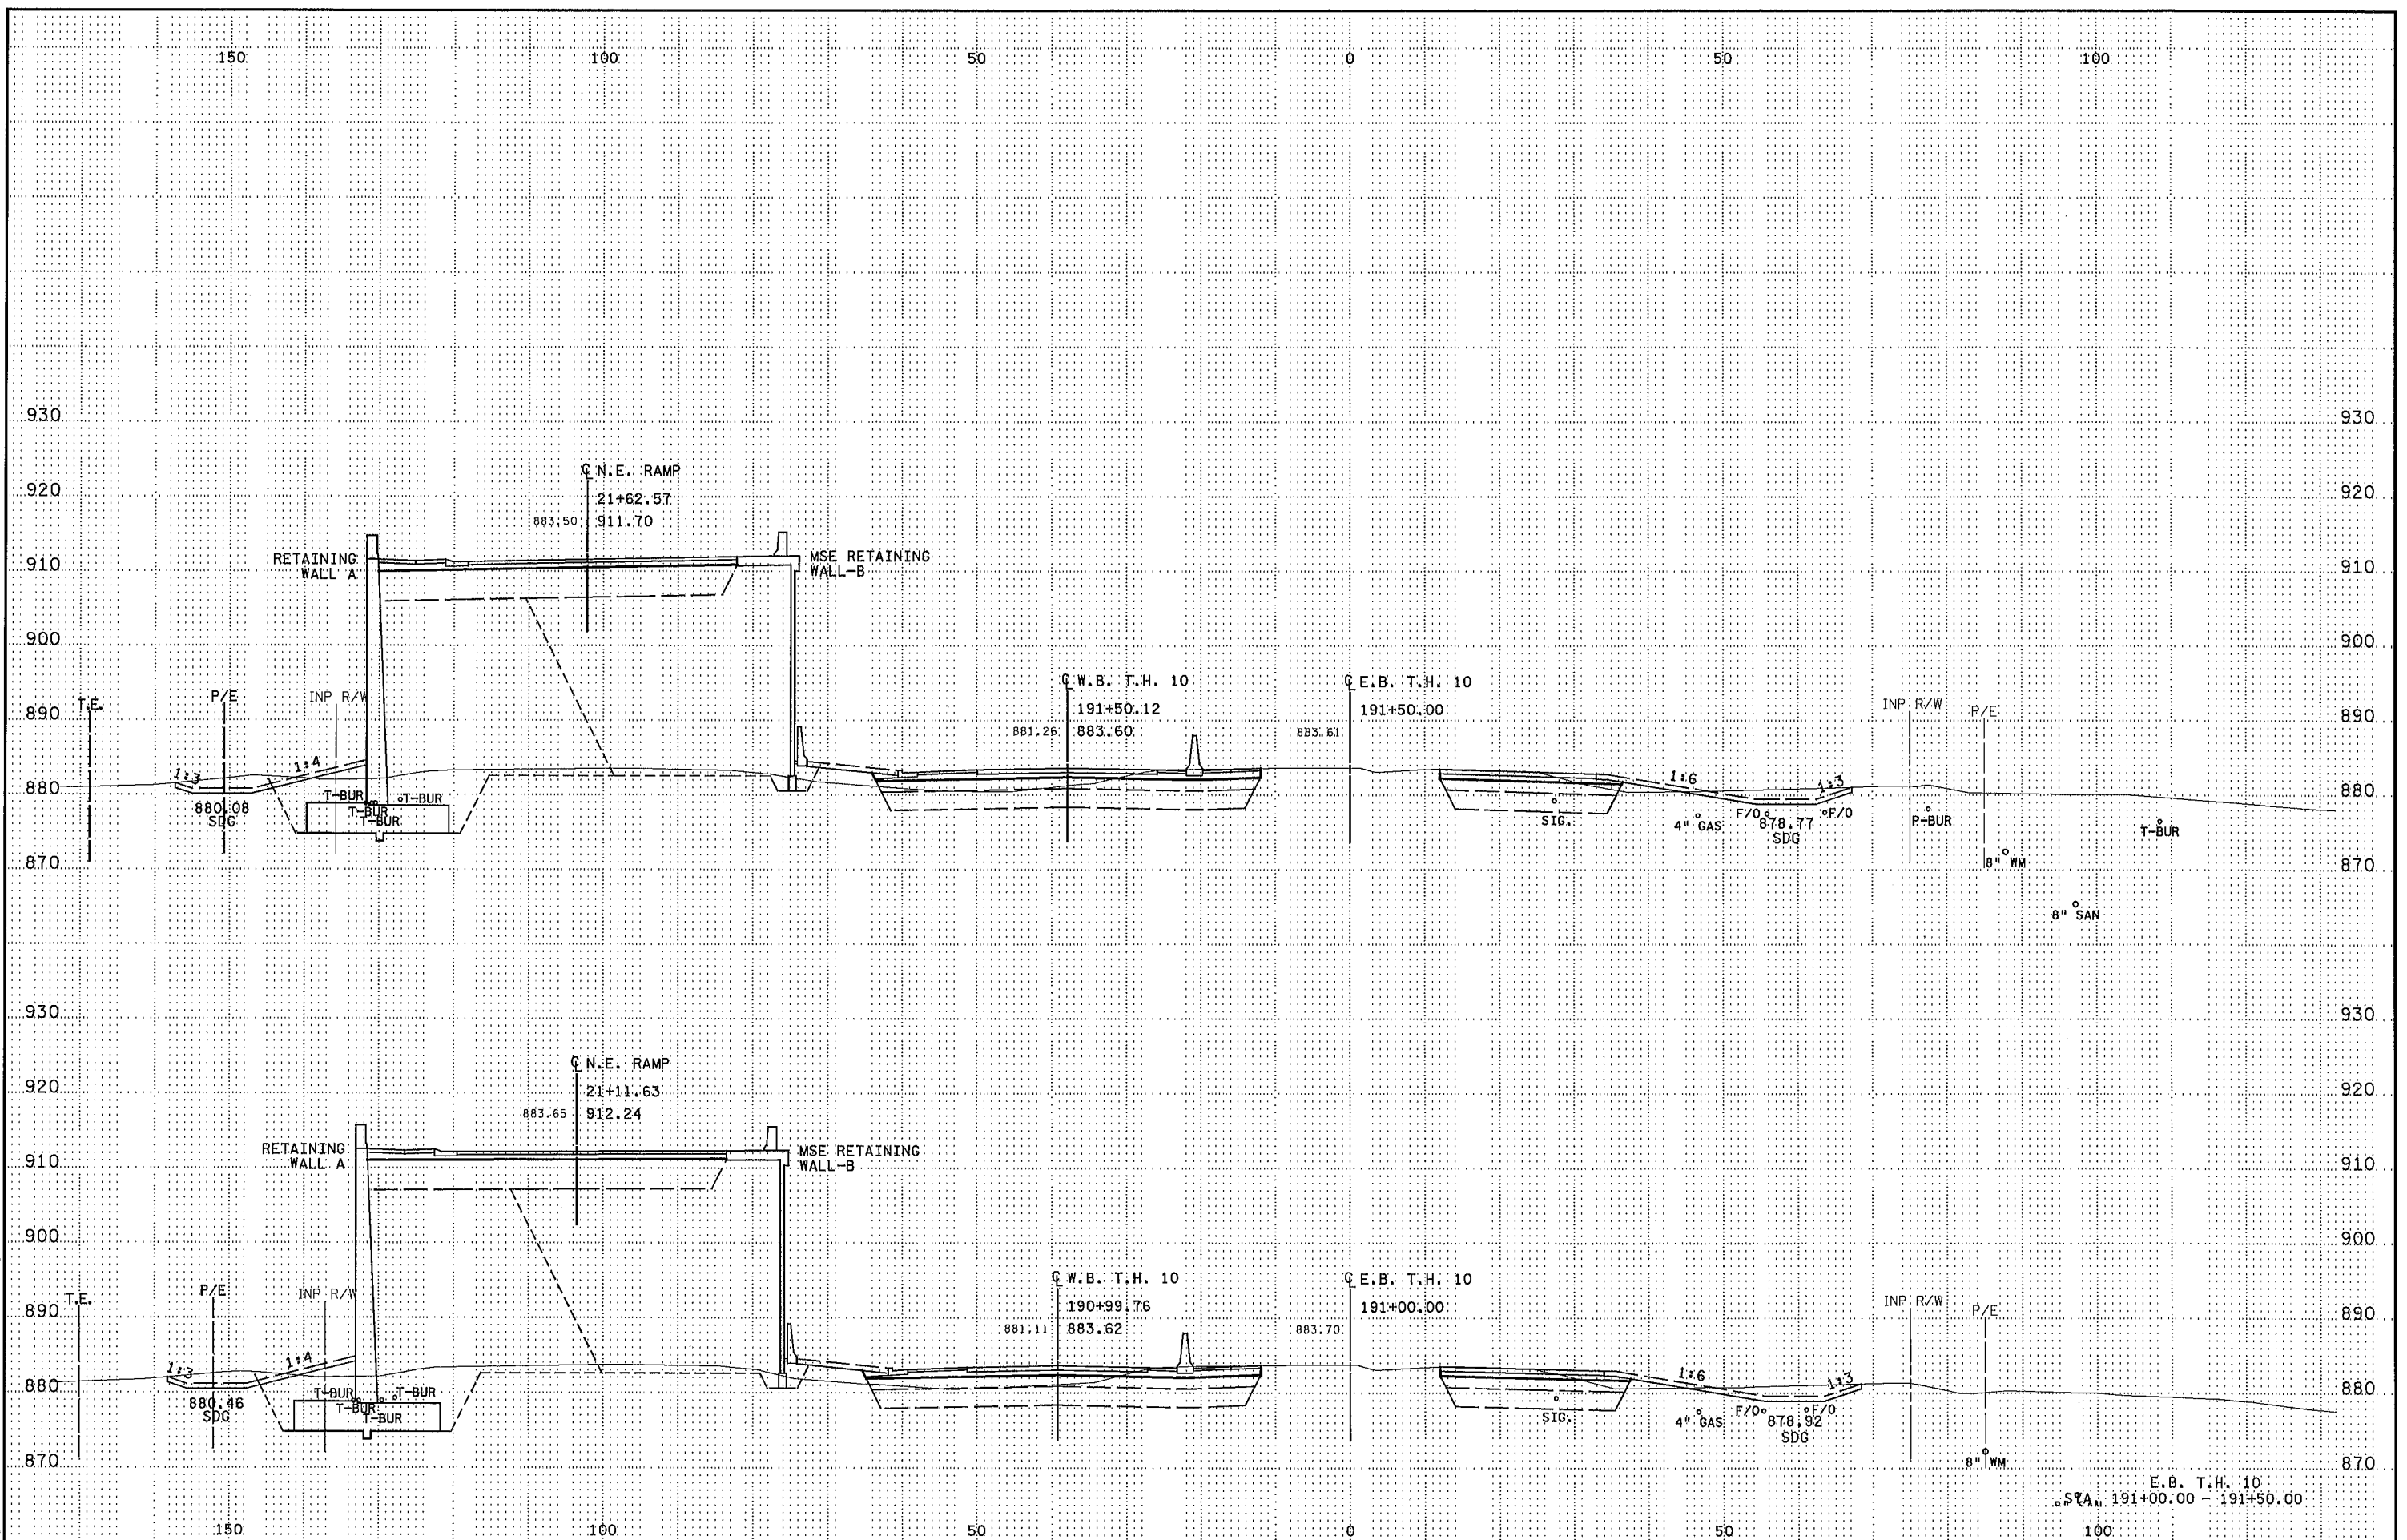 150 100 50 0 50 100
930 930
℄ N.E. RAMP
920 21+62.57 920
883.50 911.70
RETAINING WALL A
MSE RETAINING WALL-B
910 910
900 900
℄ W.B. T.H. 10
℄ E.B. T.H. 10
T.E. P/E INP R/W
191+50.12
191+50.00
INP R/W P/E
890 890
881.26 883.60
883.61
1:3 1:4 1:6 1:3
880 880
880.08
SDG
T-BUR T-BUR
T-BUR
T-BUR
SIG.
4" GAS
F/O 878.77 F/O
SDG
P-BUR
T-BUR
870 870
8" WM
8" SAN
930 930
℄ N.E. RAMP
920 21+11.63 920
883.65 912.24
RETAINING WALL A
MSE RETAINING WALL-B
910 910
900 900
℄ W.B. T.H. 10
℄ E.B. T.H. 10
T.E. P/E INP R/W
190+99.76
191+00.00
INP R/W P/E
890 890
881.11 883.62
883.70
1:3 1:4 1:6 1:3
880 880
880.46
SDG
T-BUR T-BUR
T-BUR
T-BUR
SIG.
4" GAS
F/O 878.92 F/O
SDG
870 870
8" WM
E.B. T.H. 10
STA. 191+00.00 - 191+50.00
150 100 50 0 50 100